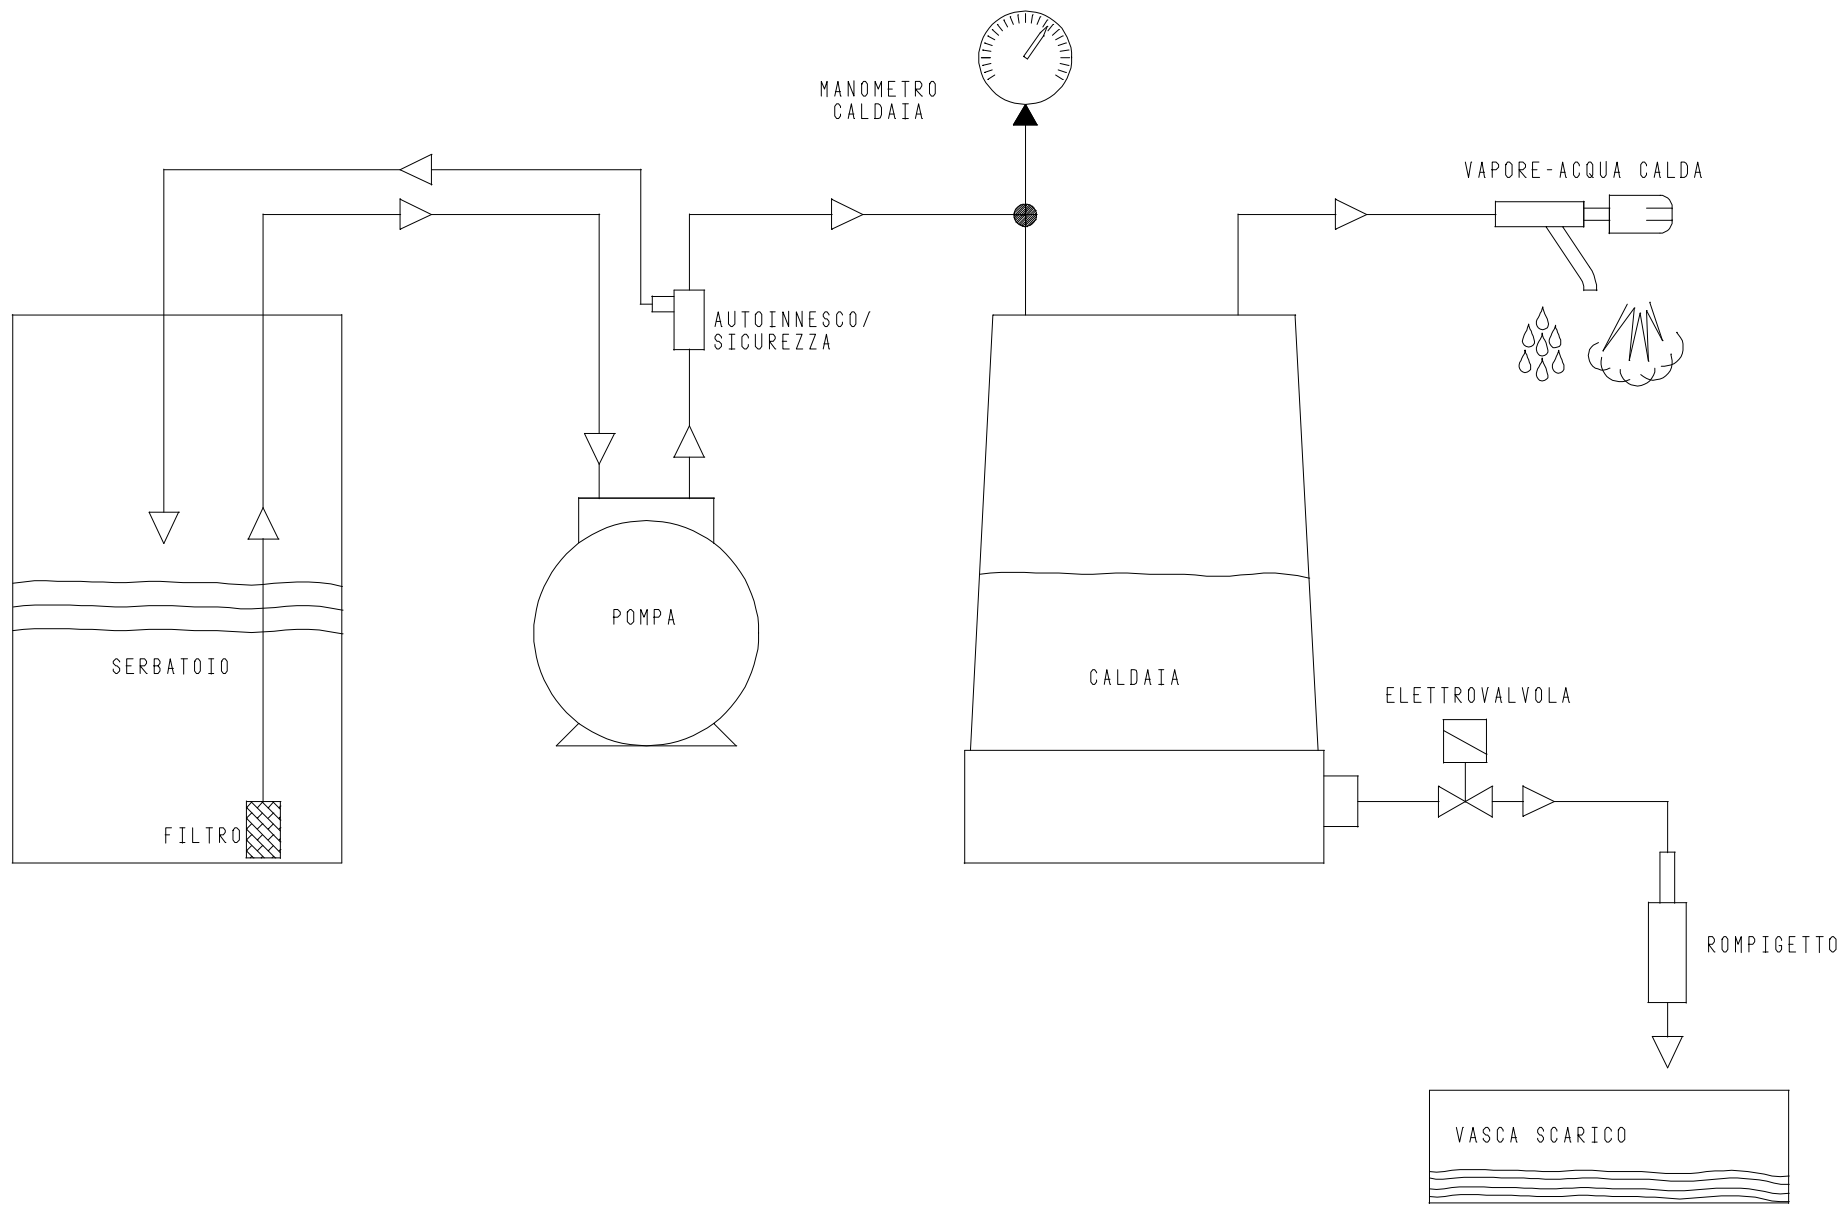 MANOMETRO
CALDAIA
VAPORE-ACQUA CALDA
AUTOINNESCO/
SICUREZZA
POMPA
SERBATOIO
CALDAIA
ELETTROVALVOLA
FILTRO
ROMPIGETTO
VASCA SCARICO